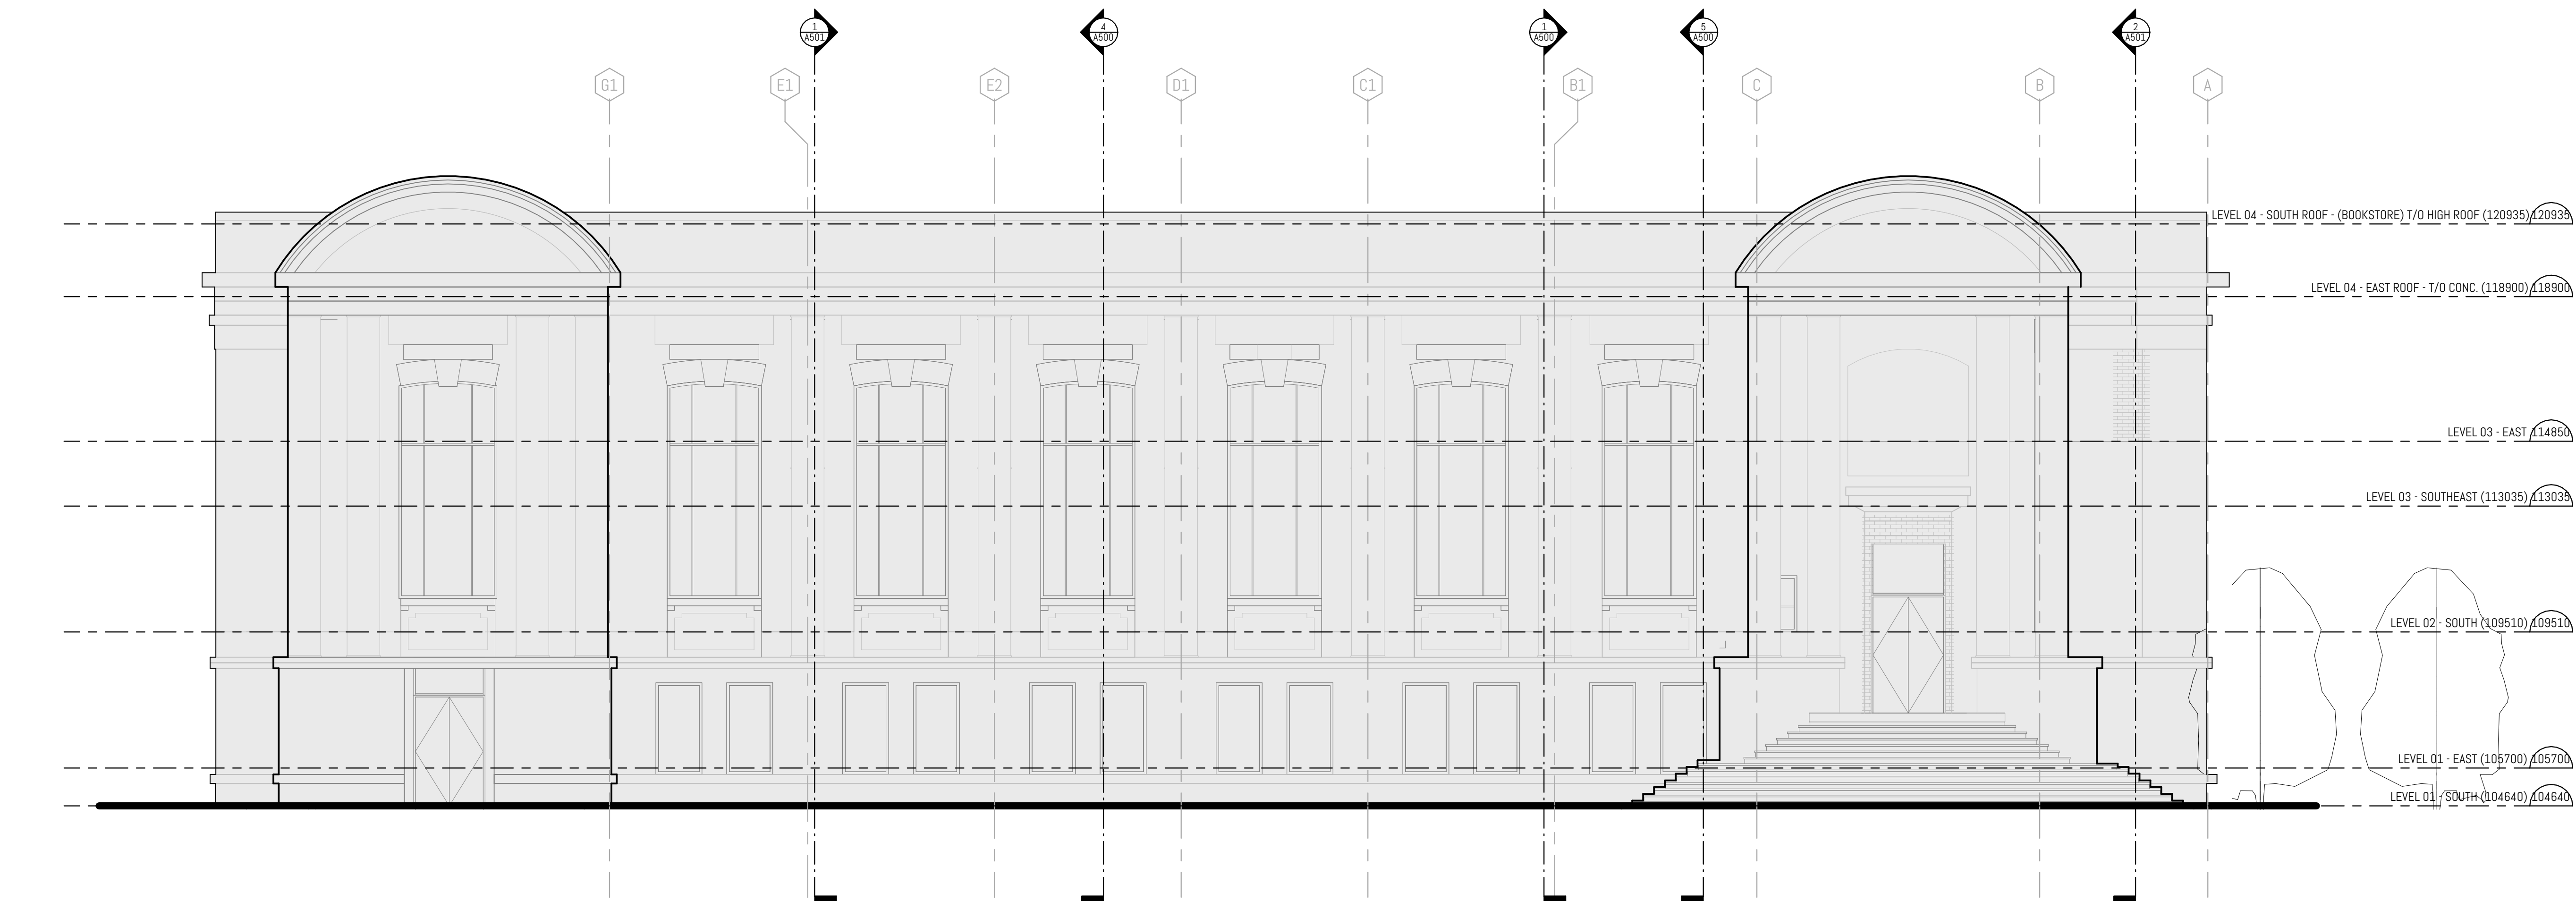 1
A501
4
A500
1
A500
5
A500
2
A501
G1
E1
E2
D1
C1
B1
C
B
A
LEVEL 04 - SOUTH ROOF - (BOOKSTORE) T/O HIGH ROOF (120935) 120935
LEVEL 04 - EAST ROOF - T/O CONC. (118900) 118900
LEVEL 03 - EAST 114850
LEVEL 03 - SOUTHEAST (113035) 113035
LEVEL 02 - SOUTH (109510) 109510
LEVEL 01 - EAST (105700) 105700
LEVEL 01 - SOUTH (104640) 104640